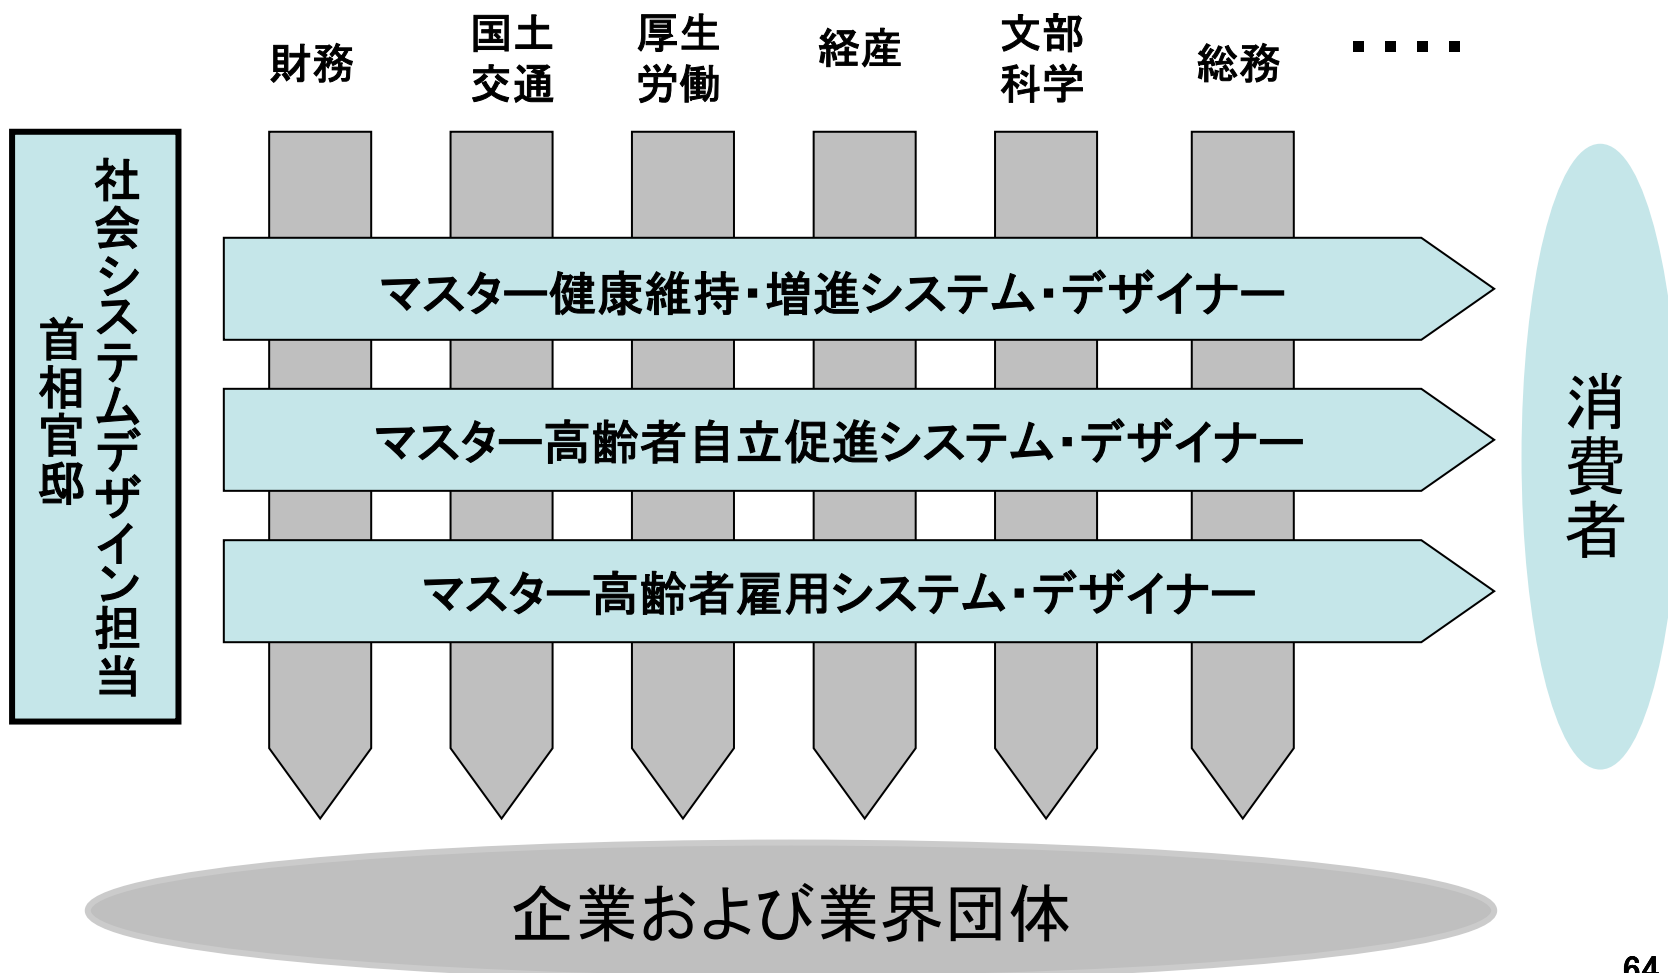 財務
国土
交通
厚生
労働
経産
文部
科学
総務
・・・・
社会システムデザイン担当
首相官邸
マスター健康維持・増進システム・デザイナー
マスター高齢者自立促進システム・デザイナー
マスター高齢者雇用システム・デザイナー
消費者
企業および業界団体
64